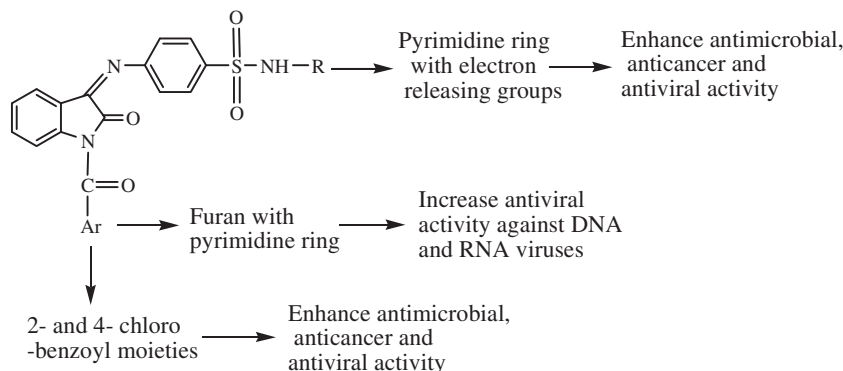 O
N
S
NH
R
O
O
N
C
O
Ar
Pyrimidine ring
with electron
releasing groups
Enhance antimicrobial,
anticancer and
antiviral activity
Furan with
pyrimidine ring
Increase antiviral
activity against DNA
and RNA viruses
2- and 4- chloro
-benzoyl moieties
Enhance antimicrobial,
anticancer and
antiviral activity